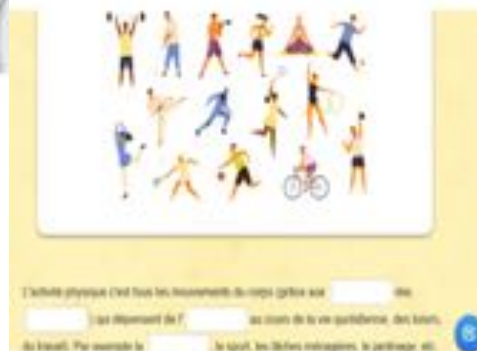 L'activité physique c'est tous les mouvements du corps (grâce aux des
) qui dépensent de l' au cours de la vie quotidienne, des loisirs,
du travail). Par exemple la , le sport, les tâches ménagères, le jardinage, etc.